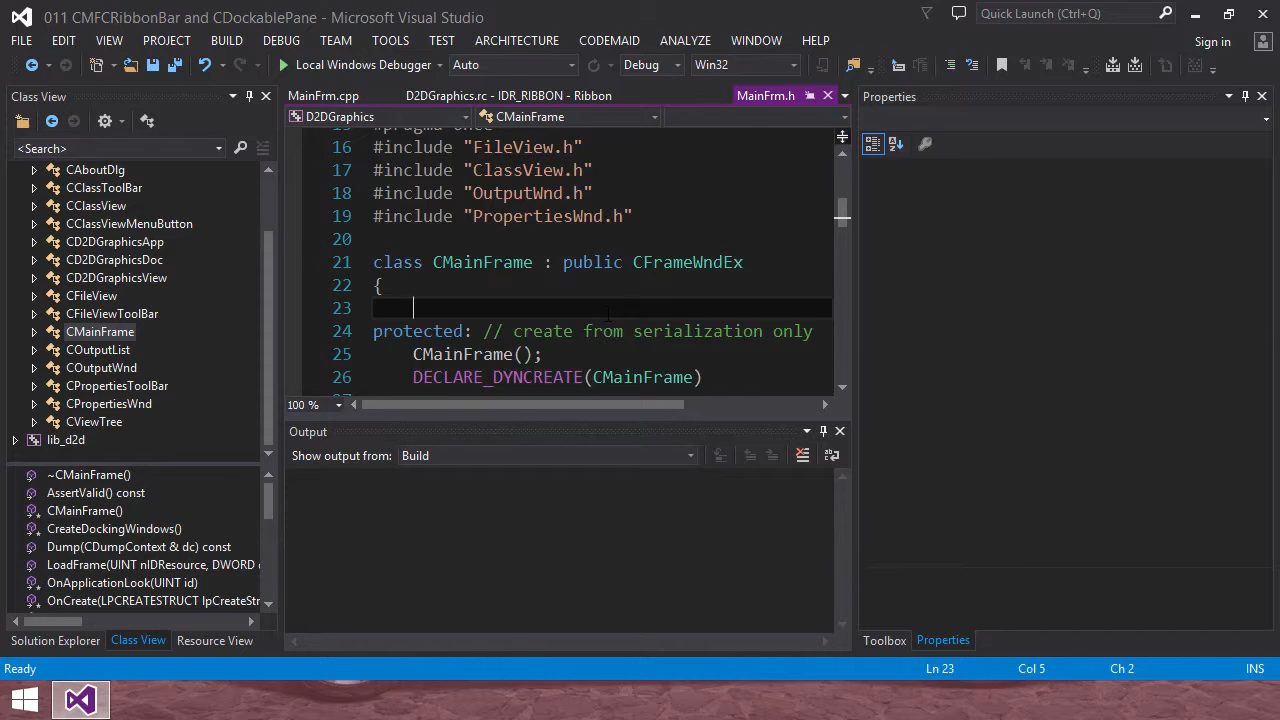 011 CMFCRibbonBar and CDockablePane - Microsoft Visual Studio
Quick Launch (Ctrl+Q)
FILE EDIT VIEW PROJECT BUILD DEBUG TEAM TOOLS TEST ARCHITECTURE CODEMAID ANALYZE WINDOW HELP
Sign in
Local Windows Debugger Auto Debug Win32
Class View
<Search>
CAboutDlg
CClassToolBar
CClassView
CClassViewMenuButton
CD2DGraphicsApp
CD2DGraphicsDoc
CD2DGraphicsView
CFileView
CFileViewToolBar
CMainFrame
COutputList
COutputWnd
CPropertiesToolBar
CPropertiesWnd
CViewTree
lib_d2d
~CMainFrame()
AssertValid() const
CMainFrame()
CreateDockingWindows()
Dump(CDumpContext & dc) const
LoadFrame(UINT nIDResource, DWORD
OnApplicationLook(UINT id)
OnCreate(LPCREATESTRUCT lpCreateStr
Solution Explorer Class View Resource View
MainFrm.cpp D2DGraphics.rc - IDR_RIBBON - Ribbon MainFrm.h
D2DGraphics CMainFrame
15 #pragma once
16 #include "FileView.h"
17 #include "ClassView.h"
18 #include "OutputWnd.h"
19 #include "PropertiesWnd.h"
20
21 class CMainFrame : public CFrameWndEx
22 {
23
24 protected: // create from serialization only
25 CMainFrame();
26 DECLARE_DYNCREATE(CMainFrame)
100 %
Output
Show output from: Build
Properties
Toolbox Properties
Ready Ln 23 Col 5 Ch 2 INS